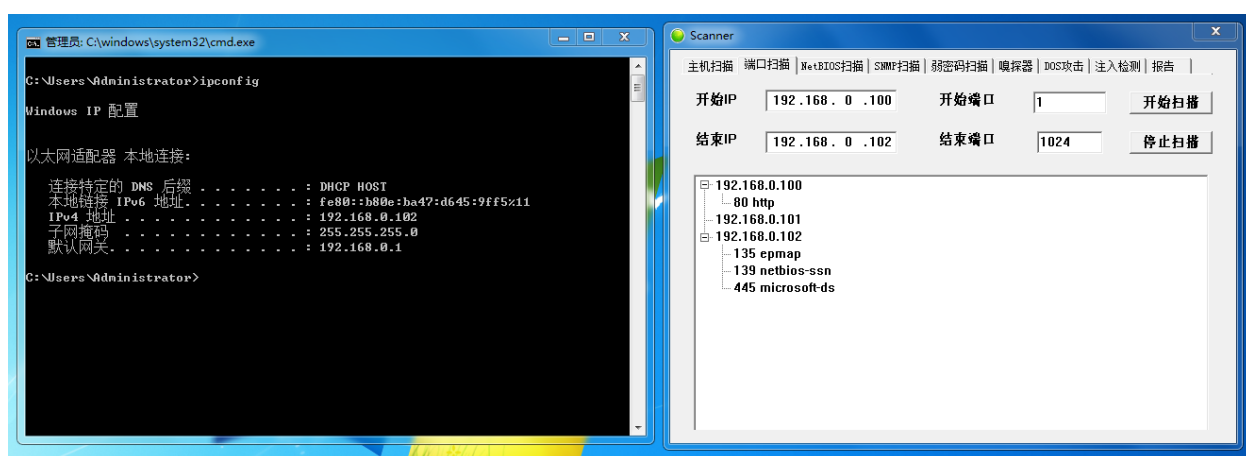 管理员: C:\windows\system32\cmd.exe
C:\Users\Administrator>ipconfig
Windows IP 配置
以太网适配器 本地连接:
连接特定的 DNS 后缀 . . . . . . . : DHCP HOST
本地链接 IPv6 地址. . . . . . . . : fe80::b80e:ba47:d645:9ff5%11
IPv4 地址 . . . . . . . . . . . . : 192.168.0.102
子网掩码 . . . . . . . . . . . . : 255.255.255.0
默认网关. . . . . . . . . . . . . : 192.168.0.1
C:\Users\Administrator>
Scanner
主机扫描 端口扫描 NetBIOS扫描 SNMP扫描 弱密码扫描 嗅探器 DOS攻击 注入检测 报告
开始IP 192.168. 0 .100 开始端口 1 开始扫描
结束IP 192.168. 0 .102 结束端口 1024 停止扫描
192.168.0.100
80 http
192.168.0.101
192.168.0.102
135 epmap
139 netbios-ssn
445 microsoft-ds